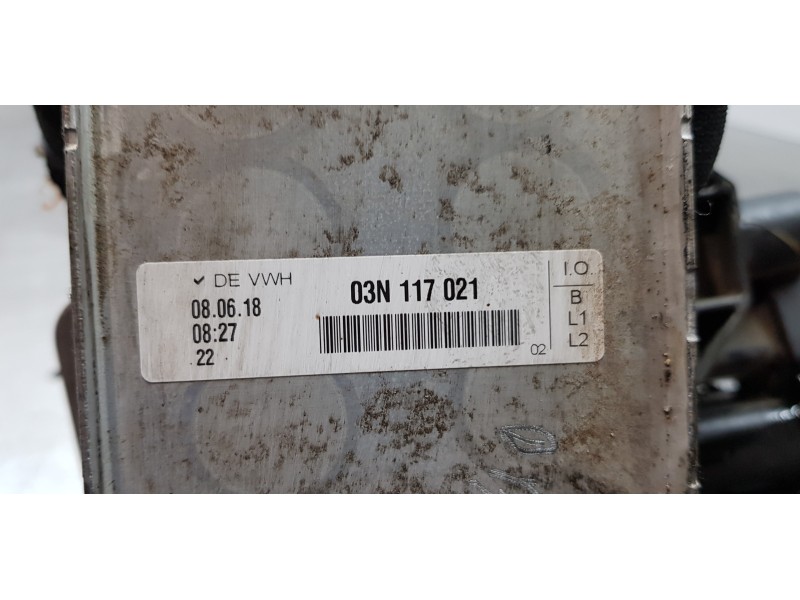 DE VWH
08.06.18
08:27
22
03N 117 021
02
I.O.
B
L1
L2